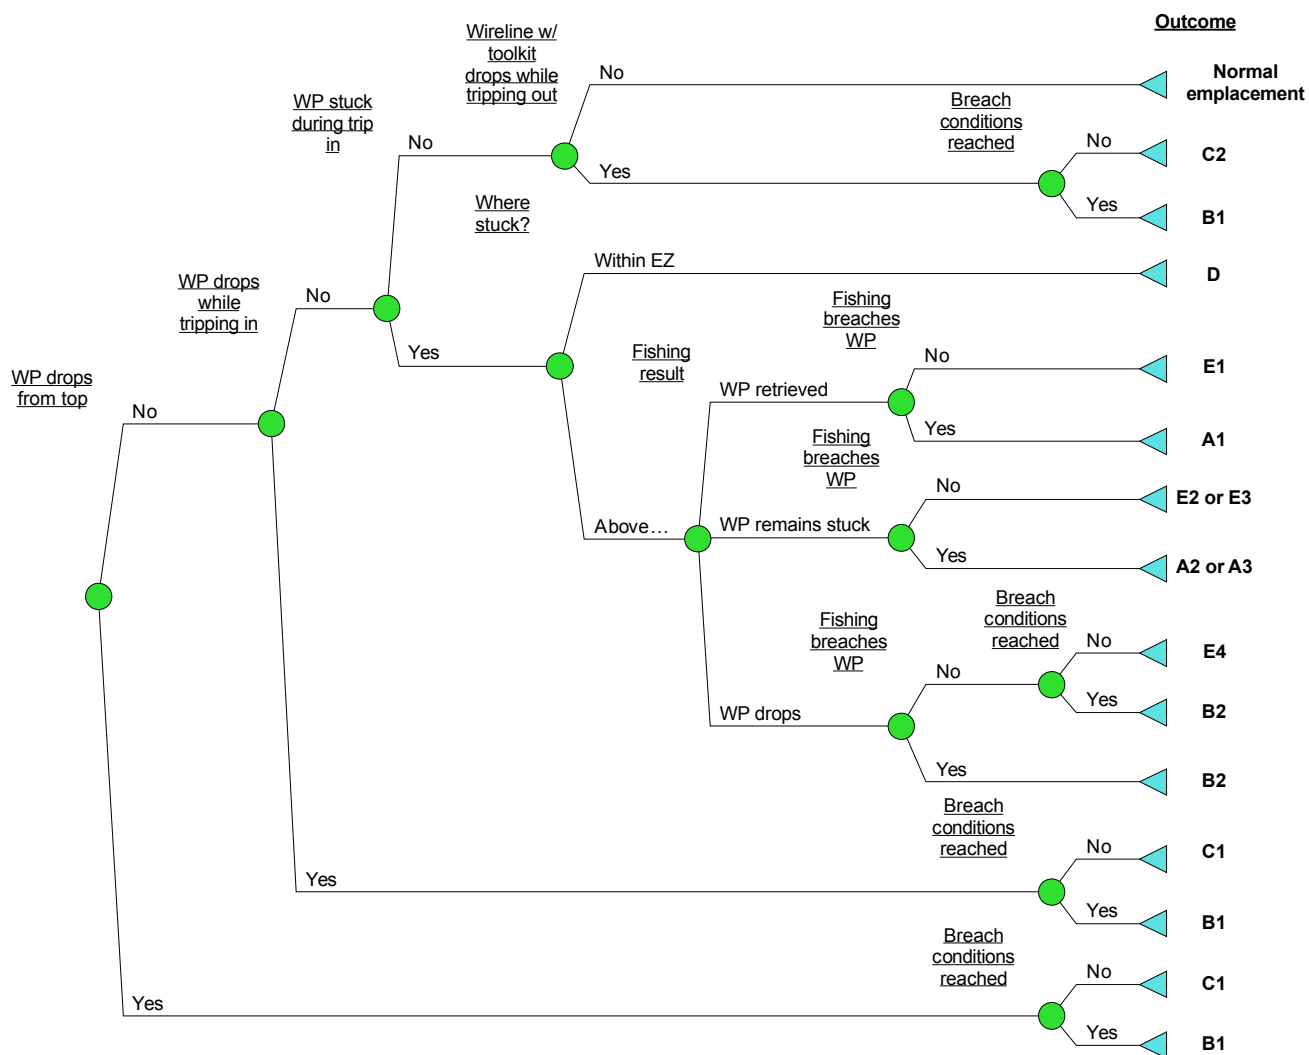 Outcome
Wireline w/
toolkit
drops while
tripping out
No
Normal
emplacement
WP stuck
during trip
in
Breach
conditions
reached
No
No
C2
Yes
Where
stuck?
Yes
B1
Within EZ
D
WP drops
while
tripping in
No
Fishing
breaches
WP
Yes
Fishing
result
No
E1
WP drops
from top
WP retrieved
No
Yes
A1
Fishing
breaches
WP
No
E2 or E3
Above…
WP remains stuck
Yes
A2 or A3
Breach
conditions
reached
Fishing
breaches
WP
No
E4
No
Yes
B2
WP drops
Yes
B2
Breach
conditions
reached
No
C1
Yes
Yes
B1
Breach
conditions
reached
No
C1
Yes
Yes
B1